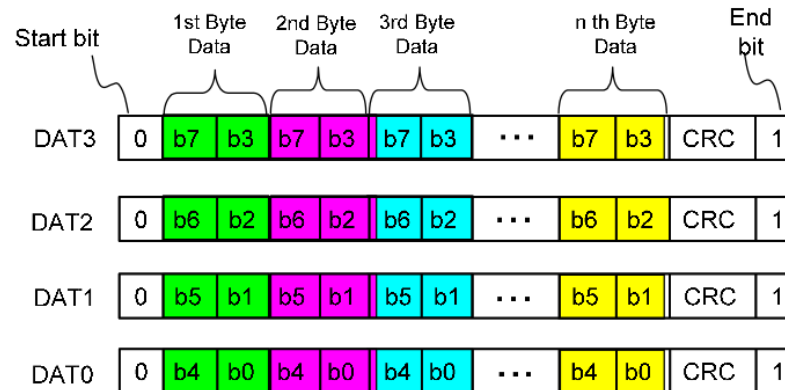 Start bit
1st Byte
Data
2nd Byte
Data
3rd Byte
Data
n th Byte
Data
End
bit
DAT3 0 b7 b3 b7 b3 b7 b3 ... b7 b3 CRC 1
DAT2 0 b6 b2 b6 b2 b6 b2 ... b6 b2 CRC 1
DAT1 0 b5 b1 b5 b1 b5 b1 ... b5 b1 CRC 1
DAT0 0 b4 b0 b4 b0 b4 b0 ... b4 b0 CRC 1